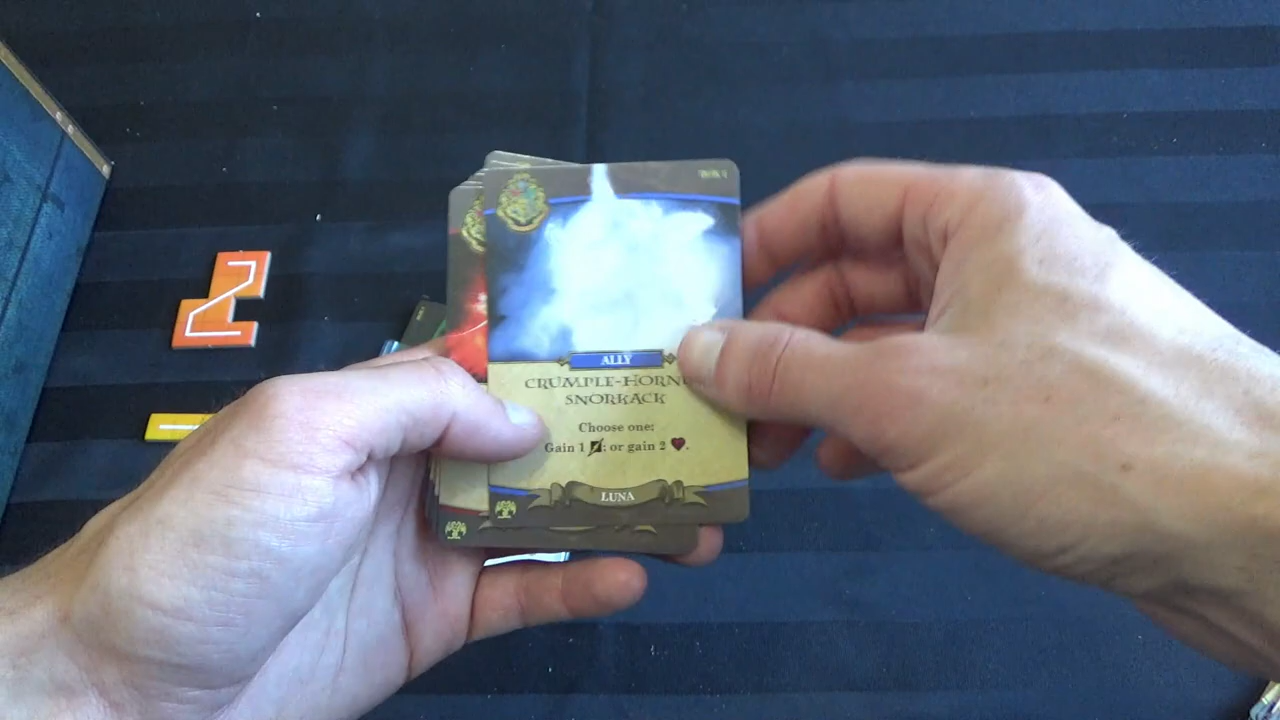 ALLY
CRUMPLE-HORN
SNORKACK
Choose one:
Gain 1 ; or gain 2 .
LUNA